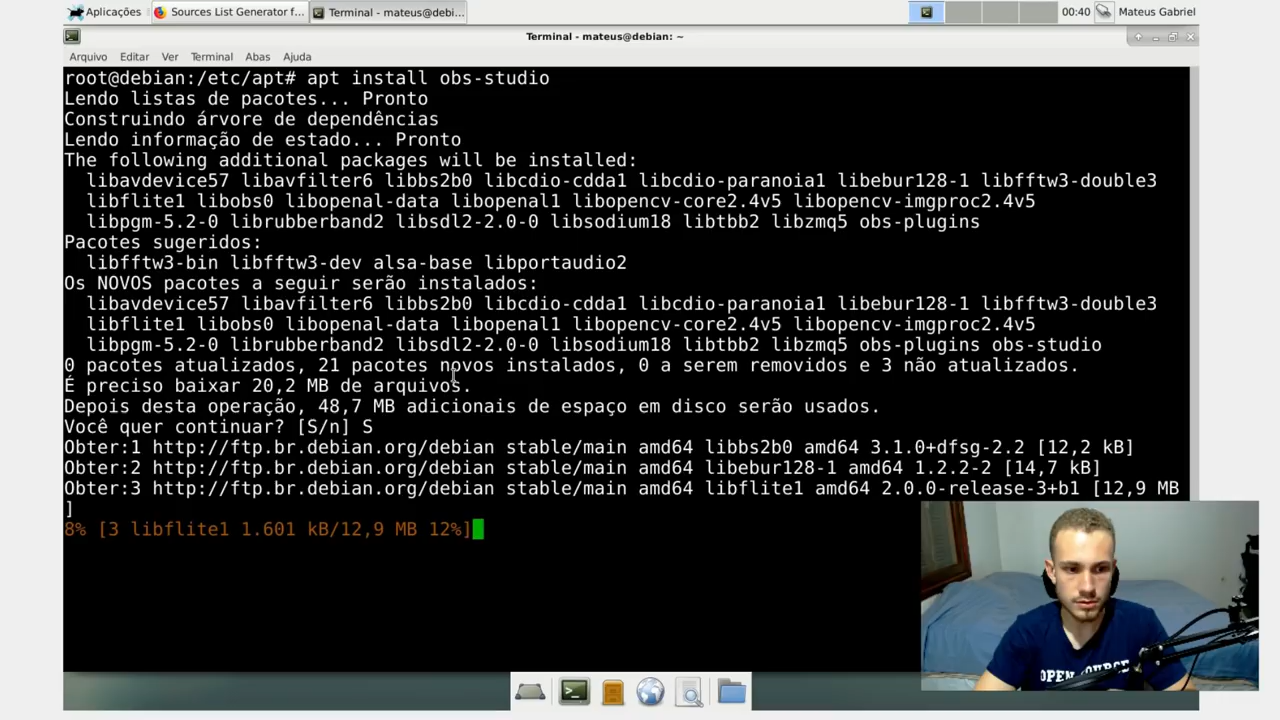 Aplicações
Sources List Generator f...
Terminal - mateus@debi...
00:40
Mateus Gabriel
Terminal - mateus@debian: ~
Arquivo Editar Ver Terminal Abas Ajuda
root@debian:/etc/apt# apt install obs-studio
Lendo listas de pacotes... Pronto
Construindo árvore de dependências
Lendo informação de estado... Pronto
The following additional packages will be installed:
libavdevice57 libavfilter6 libbs2b0 libcdio-cdda1 libcdio-paranoia1 libebur128-1 libfftw3-double3
libflite1 libobs0 libopenal-data libopenal1 libopencv-core2.4v5 libopencv-imgproc2.4v5
libpgm-5.2-0 librubberband2 libsdl2-2.0-0 libsodium18 libtbb2 libzmq5 obs-plugins
Pacotes sugeridos:
libfftw3-bin libfftw3-dev alsa-base libportaudio2
Os NOVOS pacotes a seguir serão instalados:
libavdevice57 libavfilter6 libbs2b0 libcdio-cdda1 libcdio-paranoia1 libebur128-1 libfftw3-double3
libflite1 libobs0 libopenal-data libopenal1 libopencv-core2.4v5 libopencv-imgproc2.4v5
libpgm-5.2-0 librubberband2 libsdl2-2.0-0 libsodium18 libtbb2 libzmq5 obs-plugins obs-studio
0 pacotes atualizados, 21 pacotes novos instalados, 0 a serem removidos e 3 não atualizados.
É preciso baixar 20,2 MB de arquivos.
Depois desta operação, 48,7 MB adicionais de espaço em disco serão usados.
Você quer continuar? [S/n] S
Obter:1 http://ftp.br.debian.org/debian stable/main amd64 libbs2b0 amd64 3.1.0+dfsg-2.2 [12,2 kB]
Obter:2 http://ftp.br.debian.org/debian stable/main amd64 libebur128-1 amd64 1.2.2-2 [14,7 kB]
Obter:3 http://ftp.br.debian.org/debian stable/main amd64 libflite1 amd64 2.0.0-release-3+b1 [12,9 MB
]
8% [3 libflite1 1.601 kB/12,9 MB 12%]
OPEN SOURCE